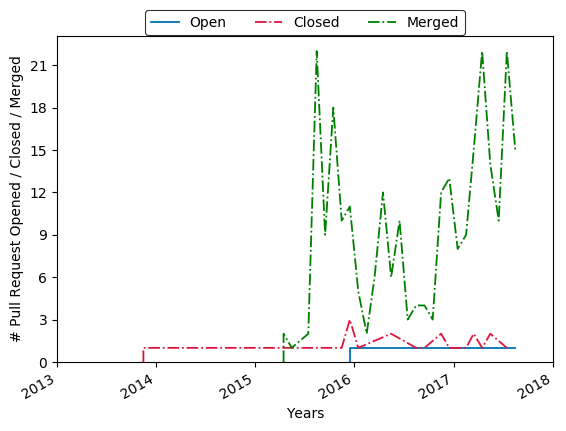 Open Closed Merged
# Pull Request Opened / Closed / Merged
21
18
15
12
9
6
3
0
2013 2014 2015 2016 2017 2018
Years